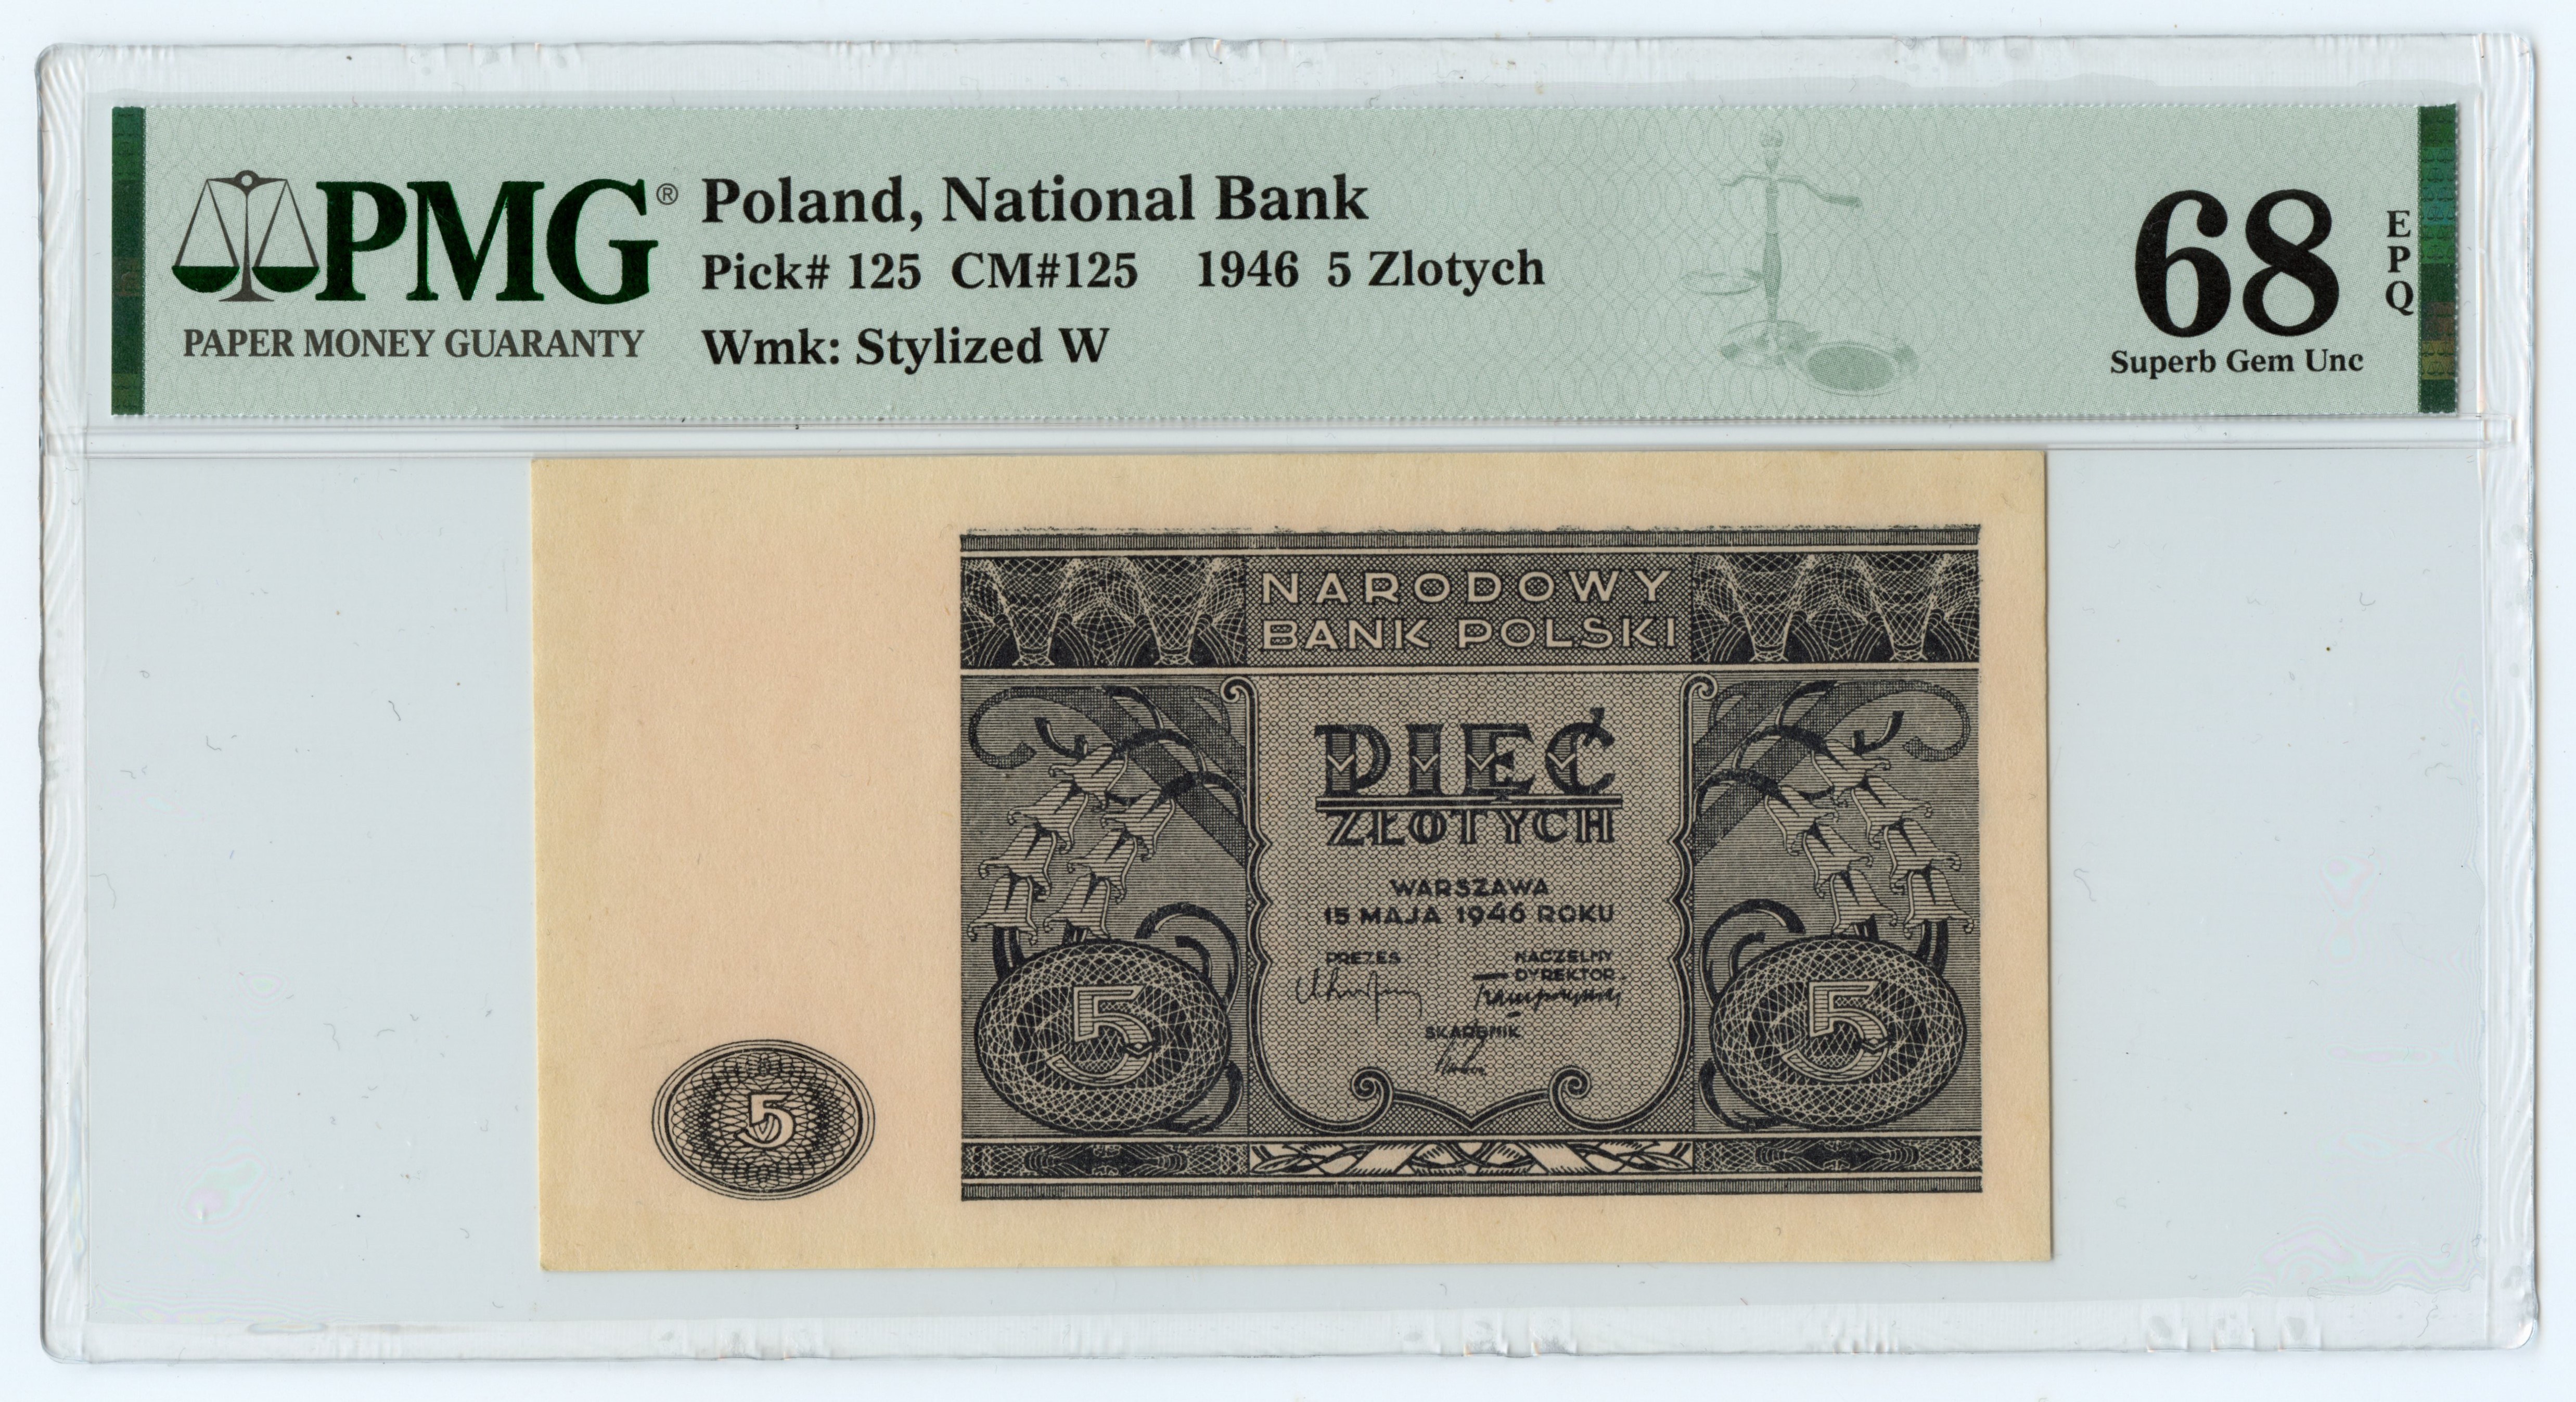 PMG®
PAPER MONEY GUARANTY
Poland, National Bank
Pick# 125 CM#125 1946 5 Zlotych
Wmk: Stylized W
68
EPQ
Superb Gem Unc
NARODOWY
BANK POLSKI
PIĘĆ
ZŁOTYCH
WARSZAWA
15 MAJA 1946 ROKU
PREZES
NACZELNY
DYREKTOR
SKARBNIK
5
5
5